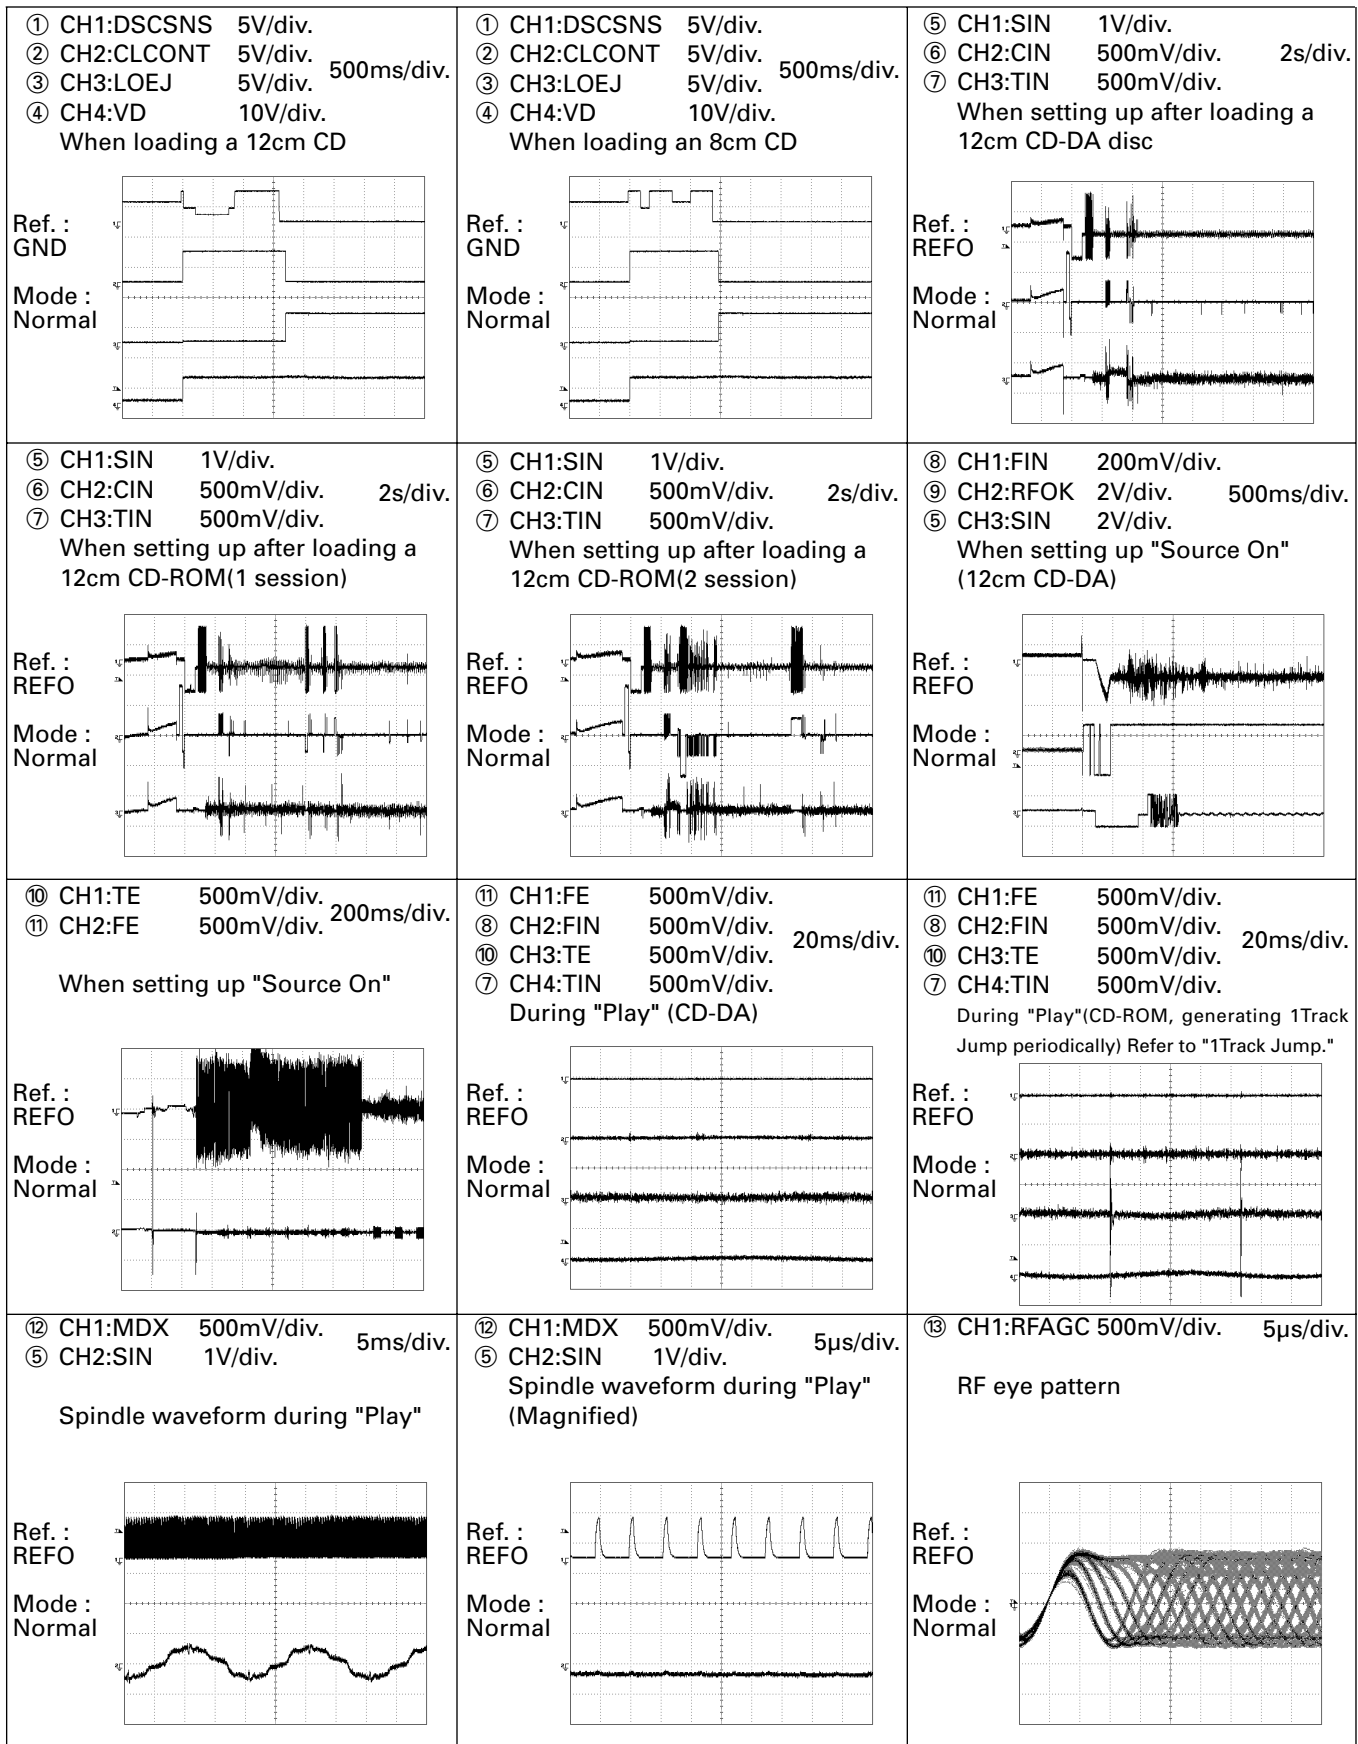 ① CH1:DSCSNS 5V/div.
② CH2:CLCONT 5V/div.
③ CH3:LOEJ 5V/div.
④ CH4:VD 10V/div.
500ms/div.
When loading a 12cm CD
Ref. :
GND
Mode :
Normal
① CH1:DSCSNS 5V/div.
② CH2:CLCONT 5V/div.
③ CH3:LOEJ 5V/div.
④ CH4:VD 10V/div.
500ms/div.
When loading an 8cm CD
Ref. :
GND
Mode :
Normal
⑤ CH1:SIN 1V/div.
⑥ CH2:CIN 500mV/div. 2s/div.
⑦ CH3:TIN 500mV/div.
When setting up after loading a
12cm CD-DA disc
Ref. :
REFO
Mode :
Normal
⑤ CH1:SIN 1V/div.
⑥ CH2:CIN 500mV/div. 2s/div.
⑦ CH3:TIN 500mV/div.
When setting up after loading a
12cm CD-ROM(1 session)
Ref. :
REFO
Mode :
Normal
⑤ CH1:SIN 1V/div.
⑥ CH2:CIN 500mV/div. 2s/div.
⑦ CH3:TIN 500mV/div.
When setting up after loading a
12cm CD-ROM(2 session)
Ref. :
REFO
Mode :
Normal
⑧ CH1:FIN 200mV/div.
⑨ CH2:RFOK 2V/div. 500ms/div.
⑤ CH3:SIN 2V/div.
When setting up "Source On"
(12cm CD-DA)
Ref. :
REFO
Mode :
Normal
⑩ CH1:TE 500mV/div.
⑪ CH2:FE 500mV/div.
200ms/div.
When setting up "Source On"
Ref. :
REFO
Mode :
Normal
⑪ CH1:FE 500mV/div.
⑧ CH2:FIN 500mV/div.
⑩ CH3:TE 500mV/div.
⑦ CH4:TIN 500mV/div.
20ms/div.
During "Play" (CD-DA)
Ref. :
REFO
Mode :
Normal
⑪ CH1:FE 500mV/div.
⑧ CH2:FIN 500mV/div.
⑩ CH3:TE 500mV/div.
⑦ CH4:TIN 500mV/div.
20ms/div.
During "Play"(CD-ROM, generating 1Track
Jump periodically) Refer to "1Track Jump."
Ref. :
REFO
Mode :
Normal
⑫ CH1:MDX 500mV/div.
⑤ CH2:SIN 1V/div.
5ms/div.
Spindle waveform during "Play"
Ref. :
REFO
Mode :
Normal
⑫ CH1:MDX 500mV/div.
⑤ CH2:SIN 1V/div.
5µs/div.
Spindle waveform during "Play"
(Magnified)
Ref. :
REFO
Mode :
Normal
⑬ CH1:RFAGC 500mV/div. 5µs/div.
RF eye pattern
Ref. :
REFO
Mode :
Normal